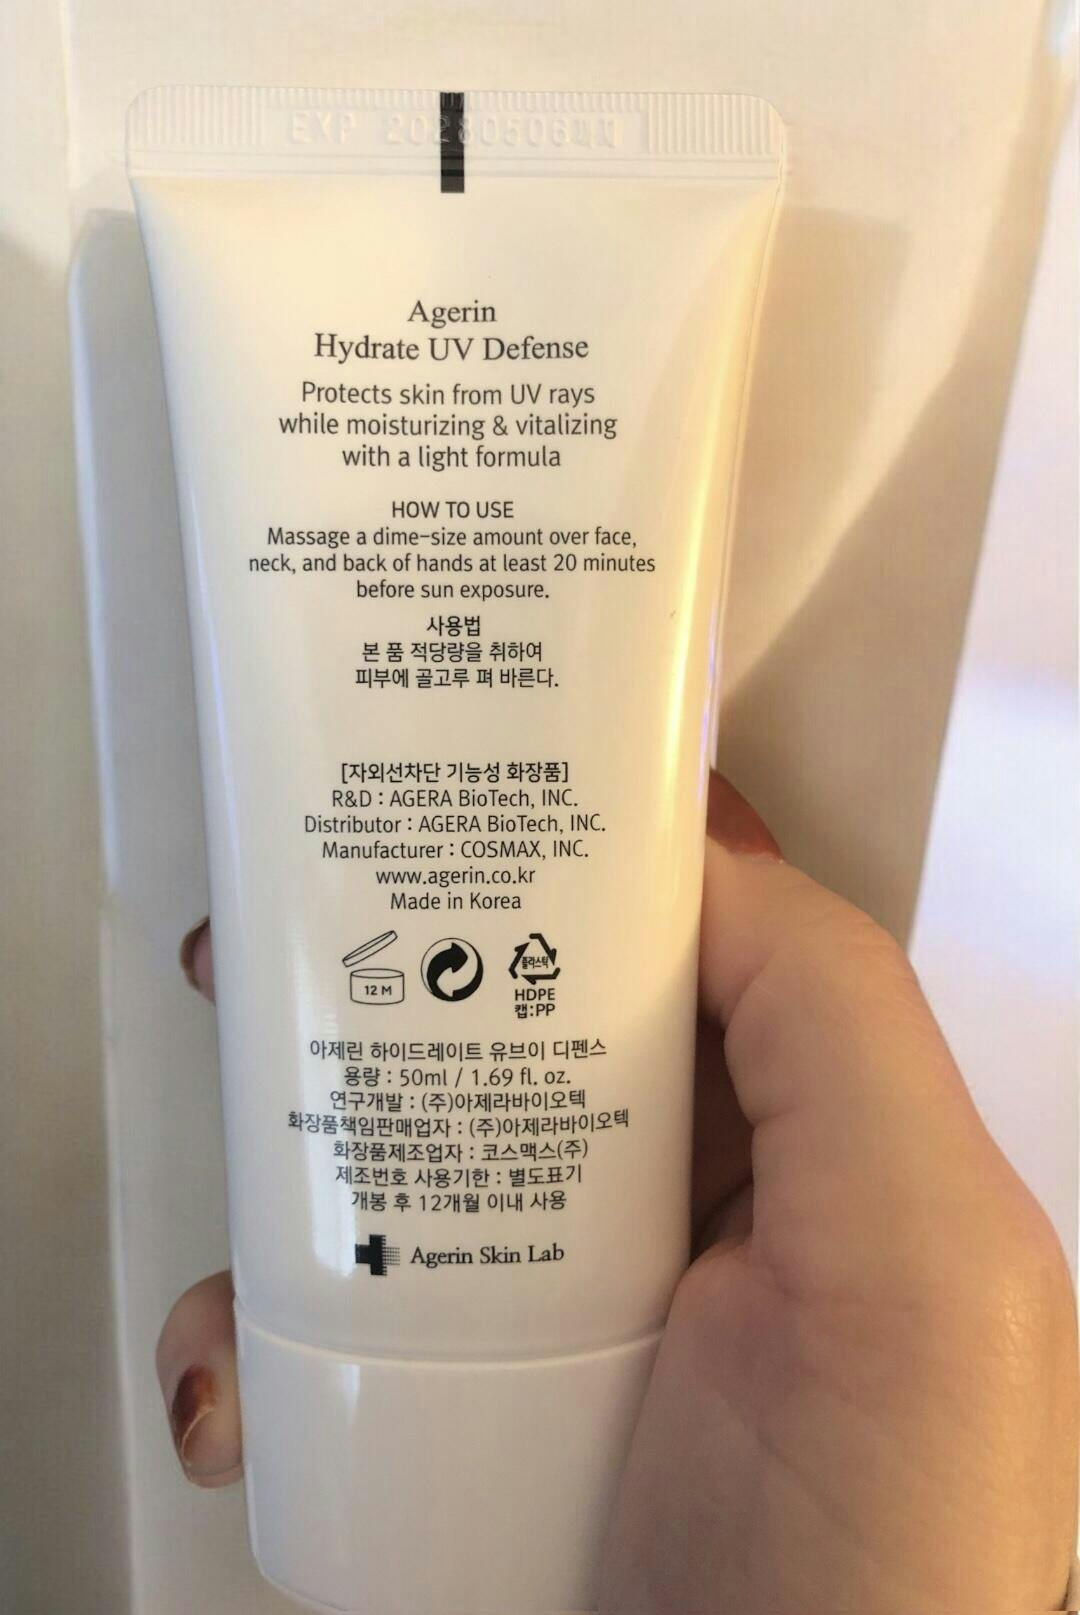 Agerin
Hydrate UV Defense
Protects skin from UV rays
while moisturizing & vitalizing
with a light formula
HOW TO USE
Massage a dime-size amount over face,
neck, and back of hands at least 20 minutes
before sun exposure.
사용법
본 품 적당량을 취하여
피부에 골고루 펴 바른다.
[자외선차단 기능성 화장품]
R&D : AGERA BioTech, INC.
Distributor : AGERA BioTech, INC.
Manufacturer : COSMAX, INC.
www.agerin.co.kr
Made in Korea
12 M
플라스틱
HDPE
캡:PP
아제린 하이드레이트 유브이 디펜스
용량 : 50ml / 1.69 fl. oz.
연구개발 : (주)아제라바이오텍
화장품책임판매업자 : (주)아제라바이오텍
화장품제조업자 : 코스맥스(주)
제조번호 사용기한 : 별도표기
개봉 후 12개월 이내 사용
Agerin Skin Lab